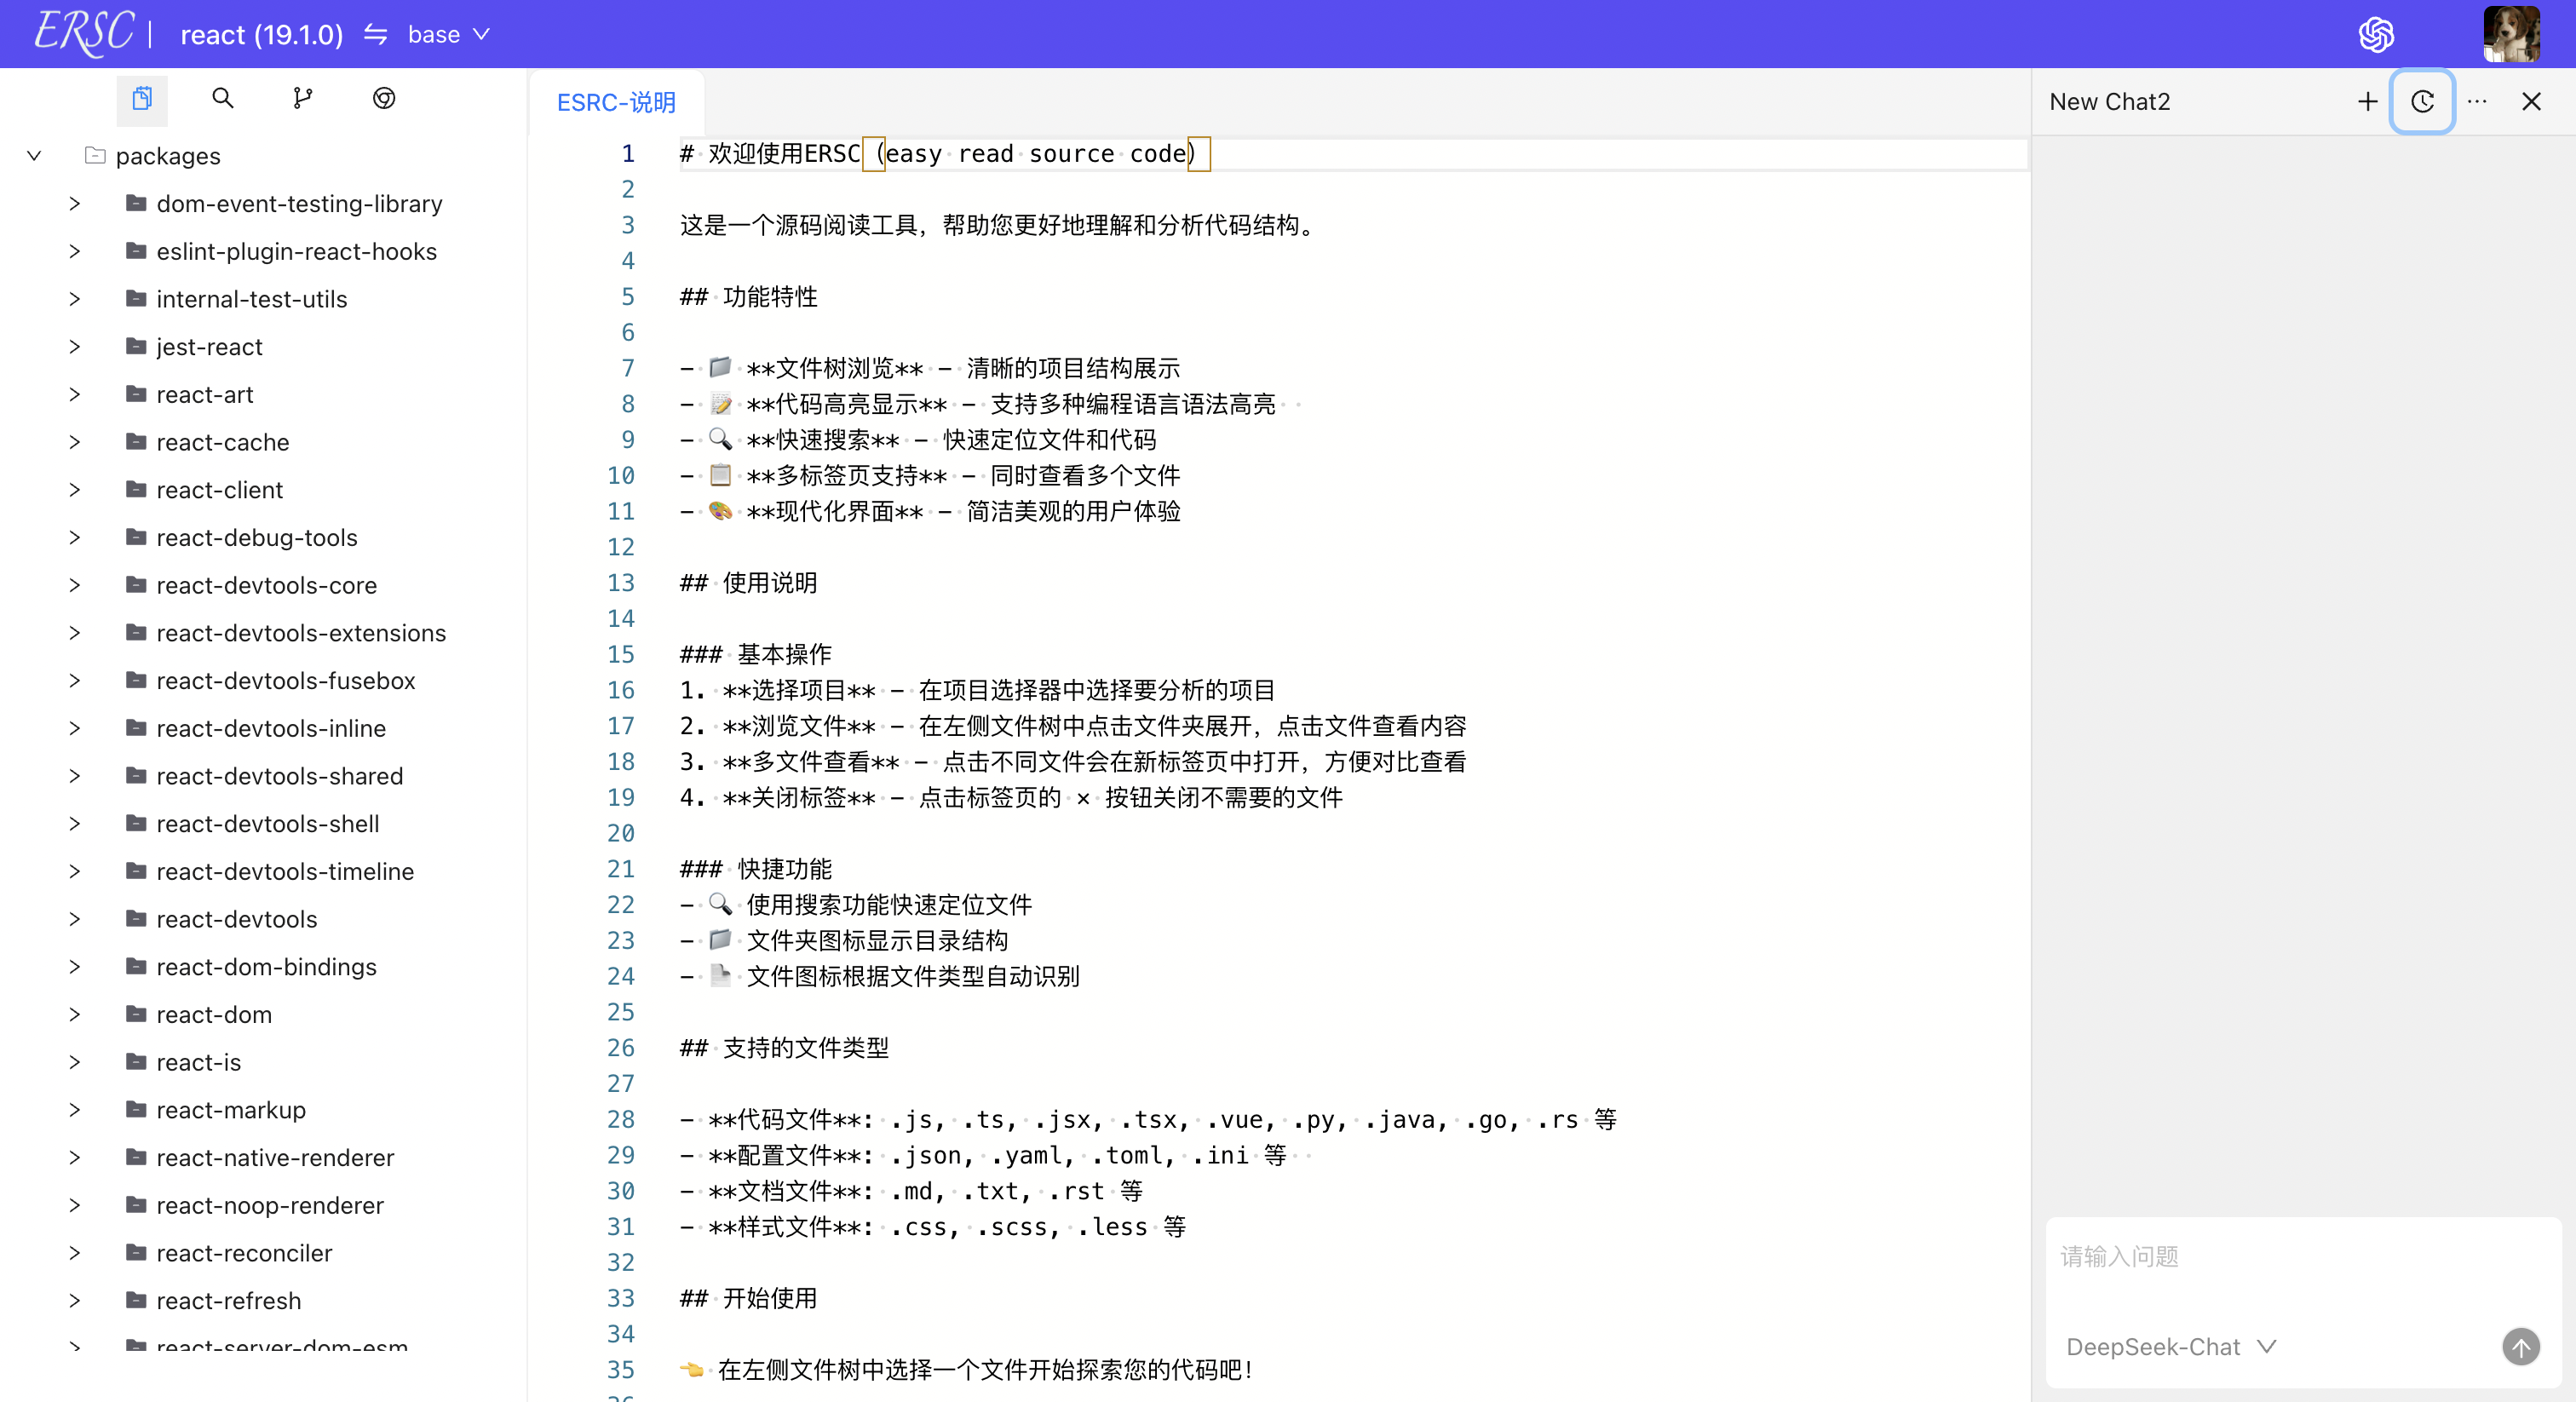 ERSC | react (19.1.0) ⇋ base
ESRC-说明
New Chat2
packages
dom-event-testing-library
eslint-plugin-react-hooks
internal-test-utils
jest-react
react-art
react-cache
react-client
react-debug-tools
react-devtools-core
react-devtools-extensions
react-devtools-fusebox
react-devtools-inline
react-devtools-shared
react-devtools-shell
react-devtools-timeline
react-devtools
react-dom-bindings
react-dom
react-is
react-markup
react-native-renderer
react-noop-renderer
react-reconciler
react-refresh
react-server-dom-esm
1 # 欢迎使用ERSC（easy read source code）
2
3 这是一个源码阅读工具，帮助您更好地理解和分析代码结构。
4
5 ## 功能特性
6
7 - 📁 **文件树浏览** - 清晰的项目结构展示
8 - 📝 **代码高亮显示** - 支持多种编程语言语法高亮
9 - 🔍 **快速搜索** - 快速定位文件和代码
10 - 📋 **多标签页支持** - 同时查看多个文件
11 - 🎨 **现代化界面** - 简洁美观的用户体验
12
13 ## 使用说明
14
15 ### 基本操作
16 1. **选择项目** - 在项目选择器中选择要分析的项目
17 2. **浏览文件** - 在左侧文件树中点击文件夹展开，点击文件查看内容
18 3. **多文件查看** - 点击不同文件会在新标签页中打开，方便对比查看
19 4. **关闭标签** - 点击标签页的 × 按钮关闭不需要的文件
20
21 ### 快捷功能
22 - 🔍 使用搜索功能快速定位文件
23 - 📁 文件夹图标显示目录结构
24 - 📄 文件图标根据文件类型自动识别
25
26 ## 支持的文件类型
27
28 - **代码文件**: .js, .ts, .jsx, .tsx, .vue, .py, .java, .go, .rs 等
29 - **配置文件**: .json, .yaml, .toml, .ini 等
30 - **文档文件**: .md, .txt, .rst 等
31 - **样式文件**: .css, .scss, .less 等
32
33 ## 开始使用
34
35 👈 在左侧文件树中选择一个文件开始探索您的代码吧！
36
请输入问题
DeepSeek-Chat